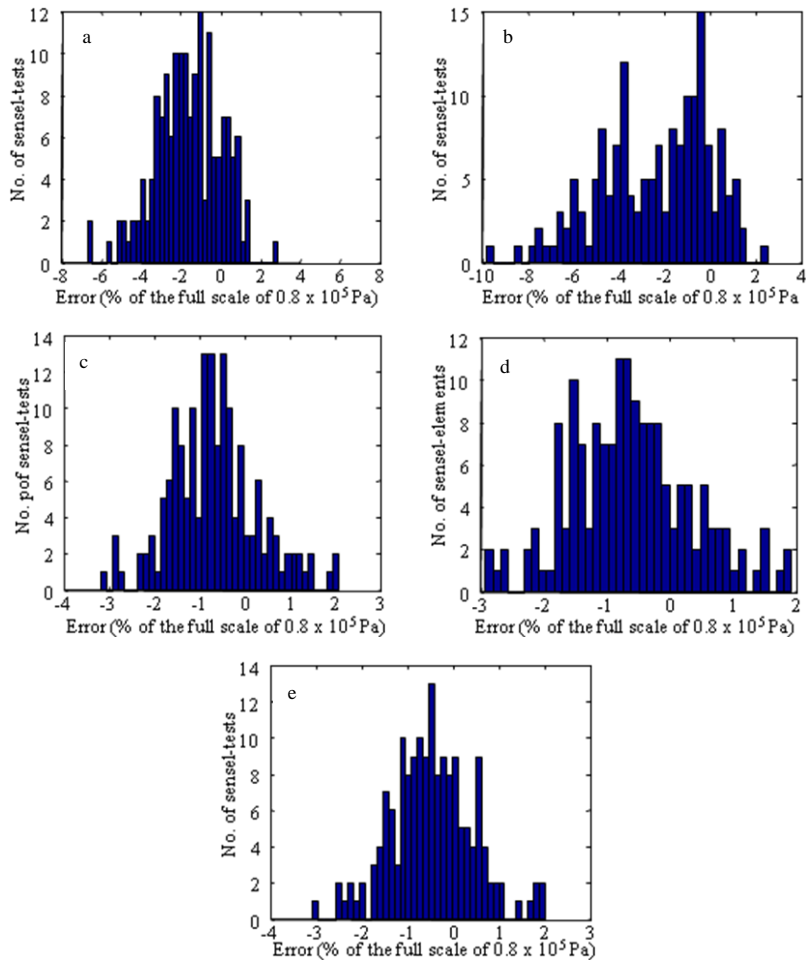 a
No. of sensel-tests
12
10
8
6
4
2
0
-8 -6 -4 -2 0 2 4 6 8
Error (% of the full scale of 0.8 x 10⁵ Pa)
b
No. of sensel-tests
15
10
5
0
-10 -8 -6 -4 -2 0 2 4
Error (% of the full scale of 0.8 x 10⁵ Pa
c
No. pof sensel-tests
14
12
10
8
6
4
2
0
-4 -3 -2 -1 0 1 2 3
Error (% of the full scale of 0.8 x 10⁵ Pa)
d
No. of sensel-elements
12
10
8
6
4
2
0
-3 -2 -1 0 1 2
Error (% of the full scale of 0.8 x 10⁵ Pa)
e
No. of sensel-tests
14
12
10
8
6
4
2
0
-4 -3 -2 -1 0 1 2 3
Error (% of the full scale of 0.8 x 10⁵ Pa)